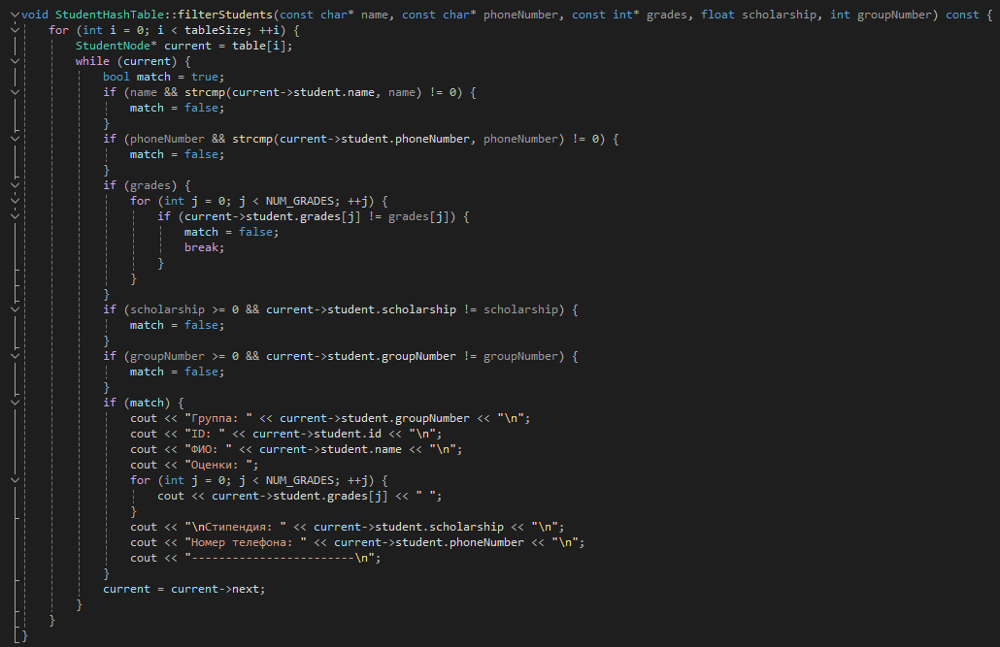 void StudentHashTable::filterStudents(const char* name, const char* phoneNumber, const int* grades, float scholarship, int groupNumber) const {
    for (int i = 0; i < tableSize; ++i) {
        StudentNode* current = table[i];
        while (current) {
            bool match = true;
            if (name && strcmp(current->student.name, name) != 0) {
                match = false;
            }
            if (phoneNumber && strcmp(current->student.phoneNumber, phoneNumber) != 0) {
                match = false;
            }
            if (grades) {
                for (int j = 0; j < NUM_GRADES; ++j) {
                    if (current->student.grades[j] != grades[j]) {
                        match = false;
                        break;
                    }
                }
            }
            if (scholarship >= 0 && current->student.scholarship != scholarship) {
                match = false;
            }
            if (groupNumber >= 0 && current->student.groupNumber != groupNumber) {
                match = false;
            }
            if (match) {
                cout << "Группа: " << current->student.groupNumber << "\n";
                cout << "ID: " << current->student.id << "\n";
                cout << "ФИО: " << current->student.name << "\n";
                cout << "Оценки: ";
                for (int j = 0; j < NUM_GRADES; ++j) {
                    cout << current->student.grades[j] << " ";
                }
                cout << "\nСтипендия: " << current->student.scholarship << "\n";
                cout << "Номер телефона: " << current->student.phoneNumber << "\n";
                cout << "------------------------\n";
            }
            current = current->next;
        }
    }
}